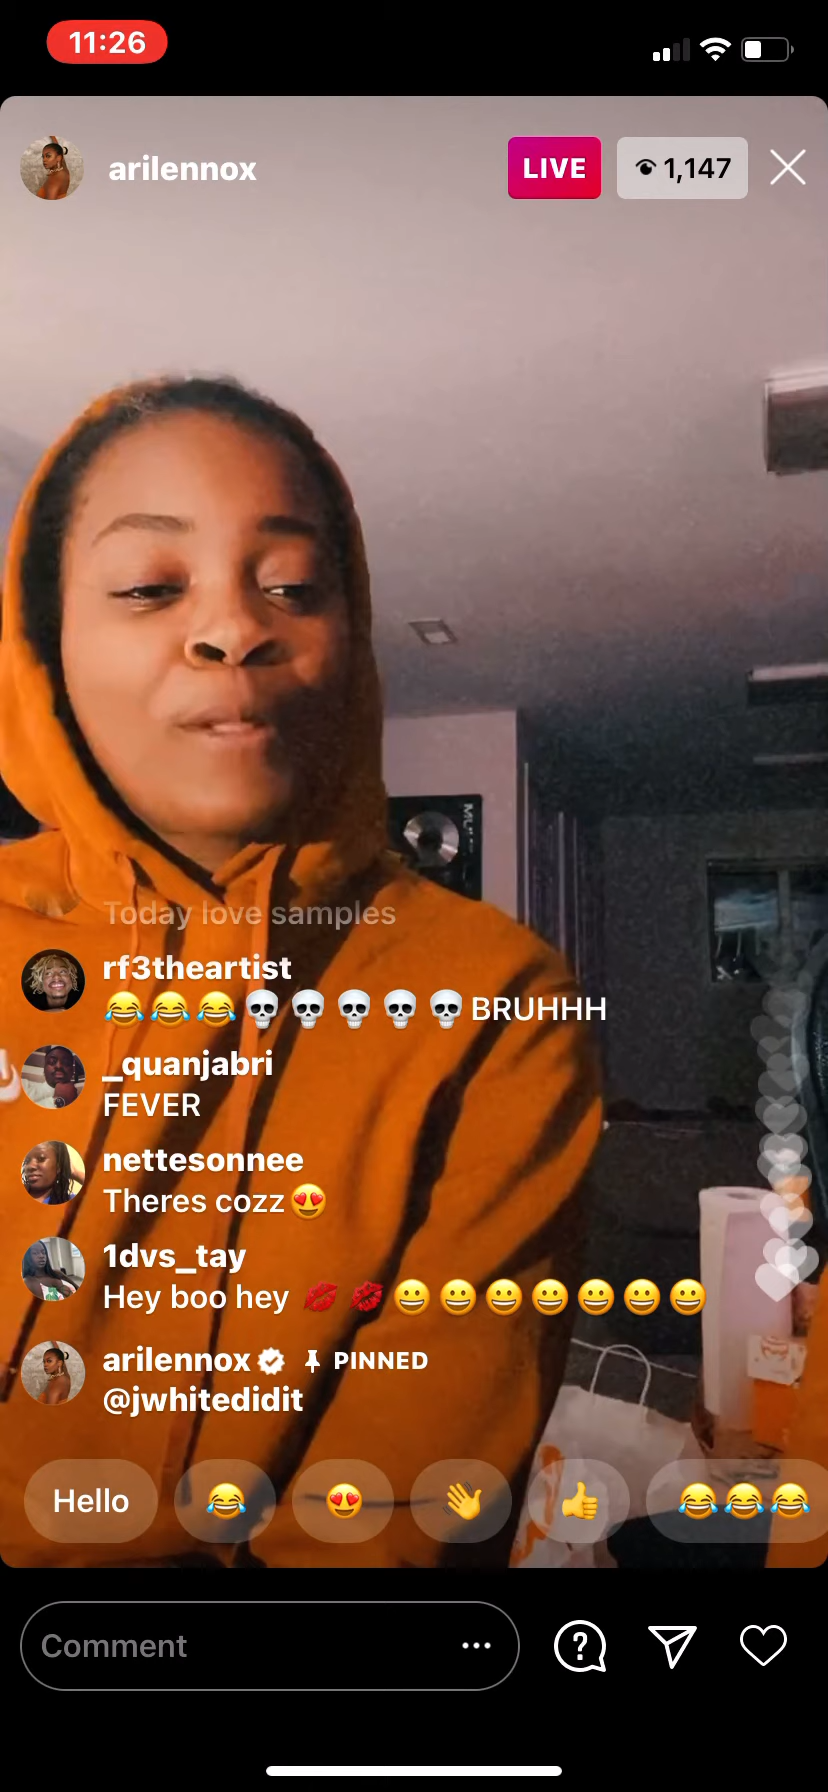 11:26
arilennox
LIVE
1,147
Today love samples
rf3theartist
😂😂😂💀💀💀💀💀BRUHHH
_quanjabri
FEVER
nettesonnee
Theres cozz😍
1dvs_tay
Hey boo hey 💋 💋😀😀😀😀😀😀😀
arilennox PINNED
@jwhitedidit
Hello 😂 😍 👋 👍 😂😂😂
Comment